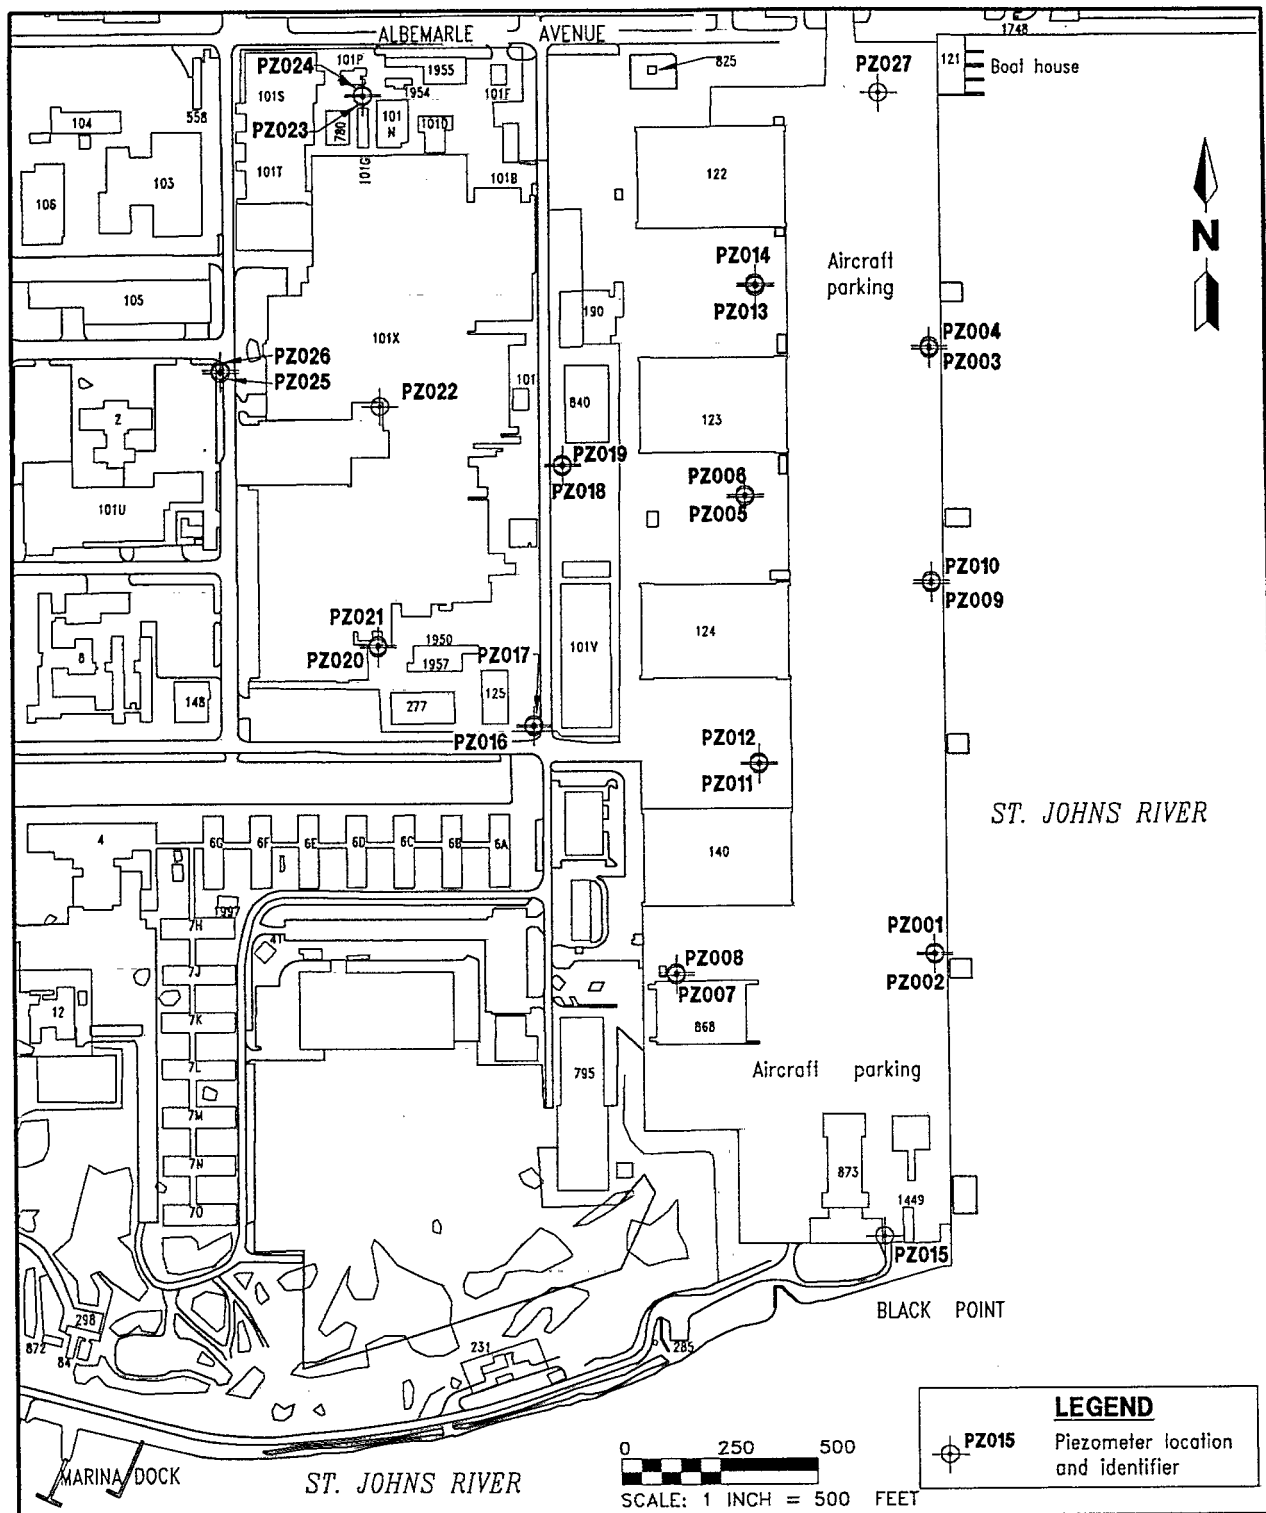 ALBEMARLE AVENUE
1748
PZ024
101P
1955
825
PZ027
121
Boat house
101S
1954
101F
558
104
PZ023
780
101
N
101D
103
101T
101G
101B
122
106
N
PZ014
Aircraft
parking
105
190
PZ013
101X
PZ004
PZ003
PZ026
PZ025
101
PZ022
840
2
123
PZ019
PZ018
PZ006
PZ005
101U
PZ010
PZ009
PZ021
124
8
PZ020
1950
1957
PZ017
101V
148
277
125
PZ016
PZ012
PZ011
ST. JOHNS RIVER
4
6G
6F
6E
6D
6C
6B
6A
140
1997
7H
41
PZ001
7J
PZ008
PZ002
PZ007
12
7K
868
7L
795
Aircraft parking
7M
7N
873
1449
7O
PZ015
BLACK POINT
298
872
84
231
285
LEGEND
PZ015
Piezometer location
and identifier
0 250 500
SCALE: 1 INCH = 500 FEET
MARINA DOCK
ST. JOHNS RIVER